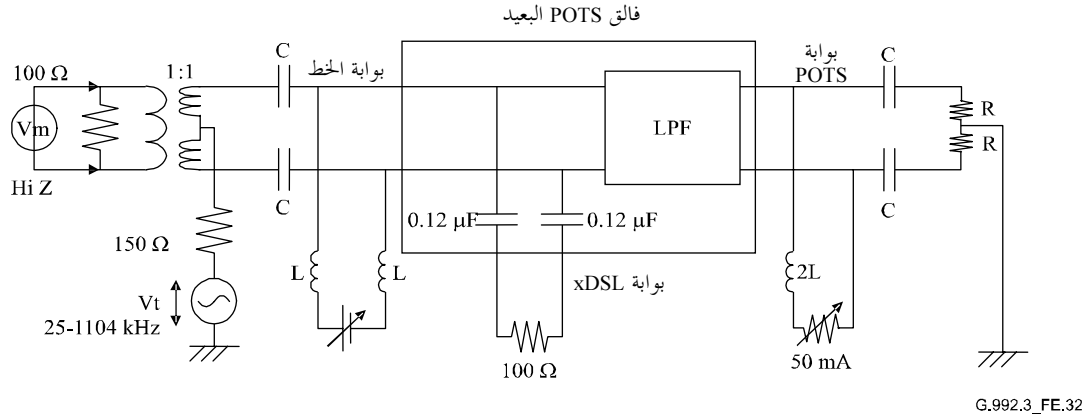 فالق POTS البعيد
بوابة
POTS
بوابة الخط
C
C
1:1
100 Ω
LPF
R
R
Vm
Hi Z
C
C
0.12 µF
0.12 µF
150 Ω
L
L
2L
بوابة xDSL
Vt
25-1104 kHz
100 Ω
50 mA
G.992.3_FE.32